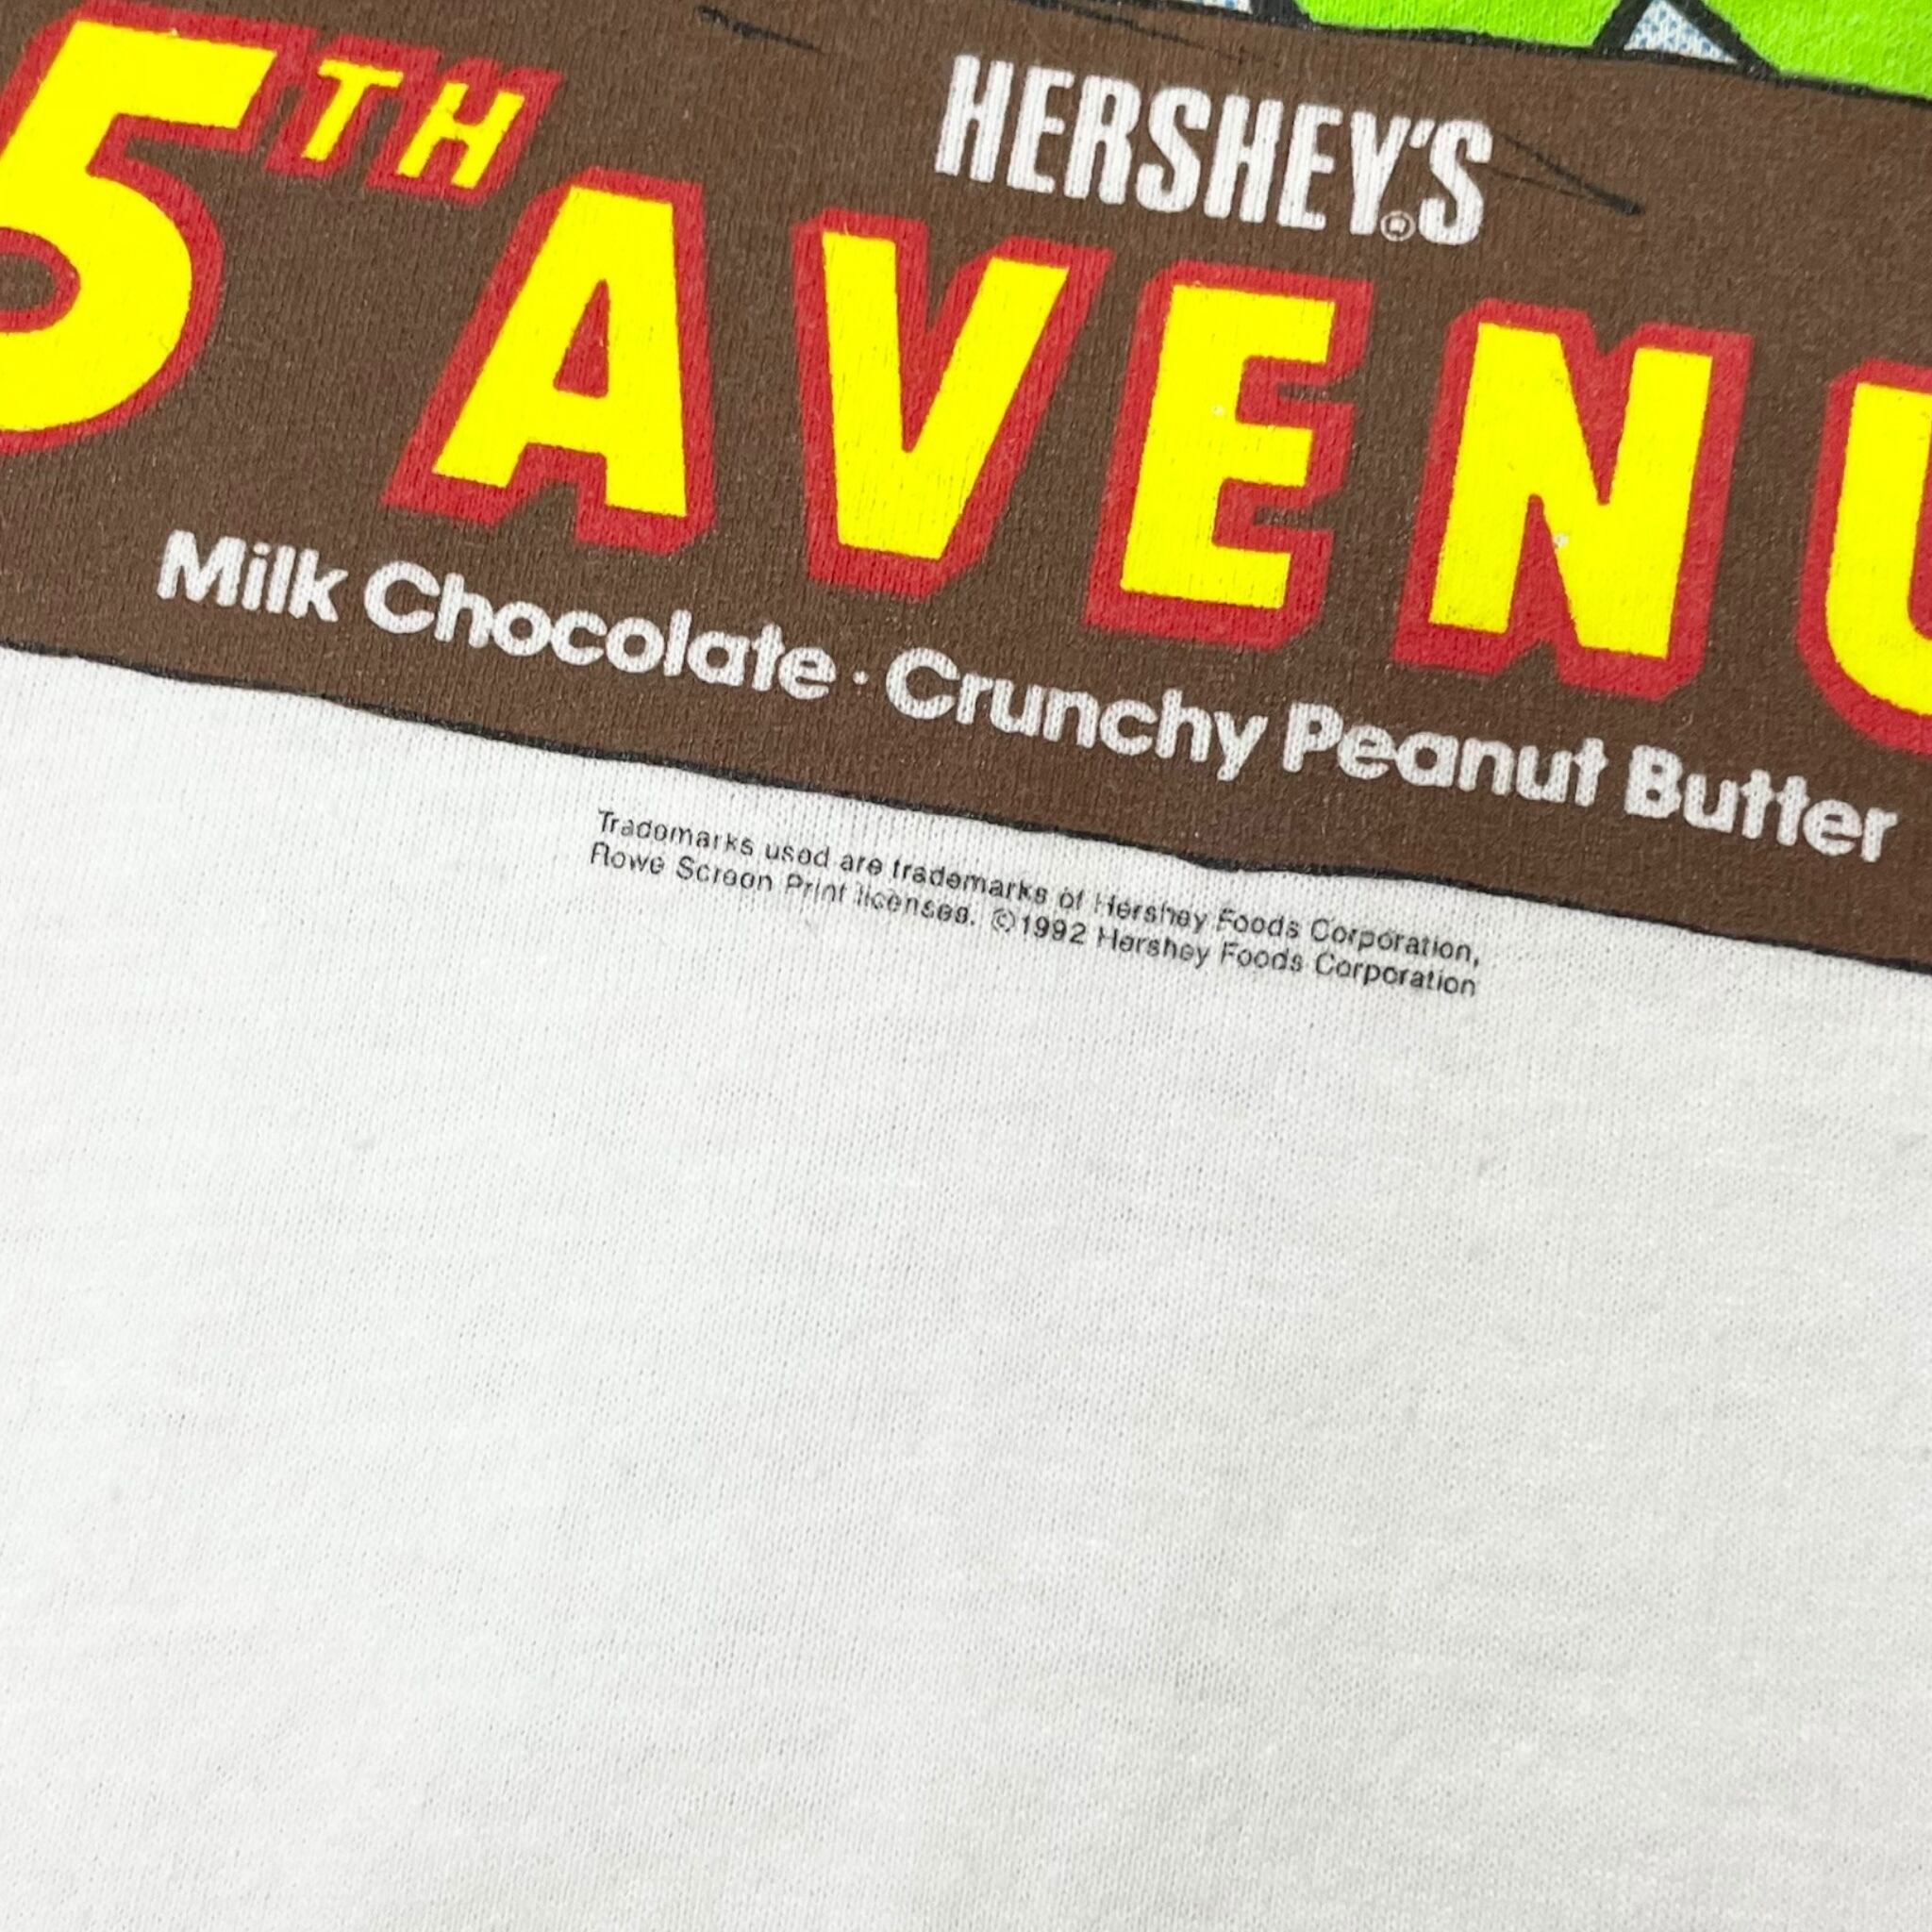 HERSHEY'S®
5TH AVENU
Milk Chocolate · Crunchy Peanut Butter
Trademarks used are trademarks of Hershey Foods Corporation,
Rowe Screen Print licenses. ©1992 Hershey Foods Corporation